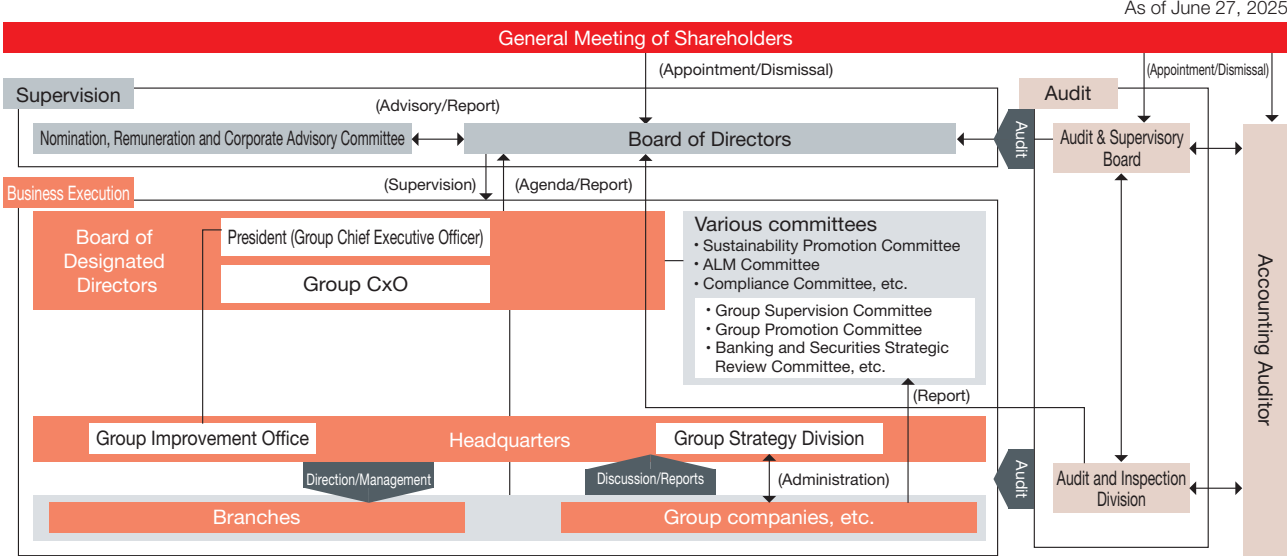 As of June 27, 2025
General Meeting of Shareholders
(Appointment/Dismissal)
(Appointment/Dismissal)
Supervision
Audit
(Advisory/Report)
Nomination, Remuneration and Corporate Advisory Committee
Board of Directors
Audit
Audit & Supervisory
Board
(Supervision)
(Agenda/Report)
Business Execution
Board of
Designated
Directors
President (Group Chief Executive Officer)
Group CxO
Various committees
・Sustainability Promotion Committee
・ALM Committee
・Compliance Committee, etc.
・Group Supervision Committee
・Group Promotion Committee
・Banking and Securities Strategic
Review Committee, etc.
Accounting Auditor
(Report)
Group Improvement Office
Headquarters
Group Strategy Division
Direction/Management
Discussion/Reports
(Administration)
Audit
Audit and Inspection
Division
Branches
Group companies, etc.